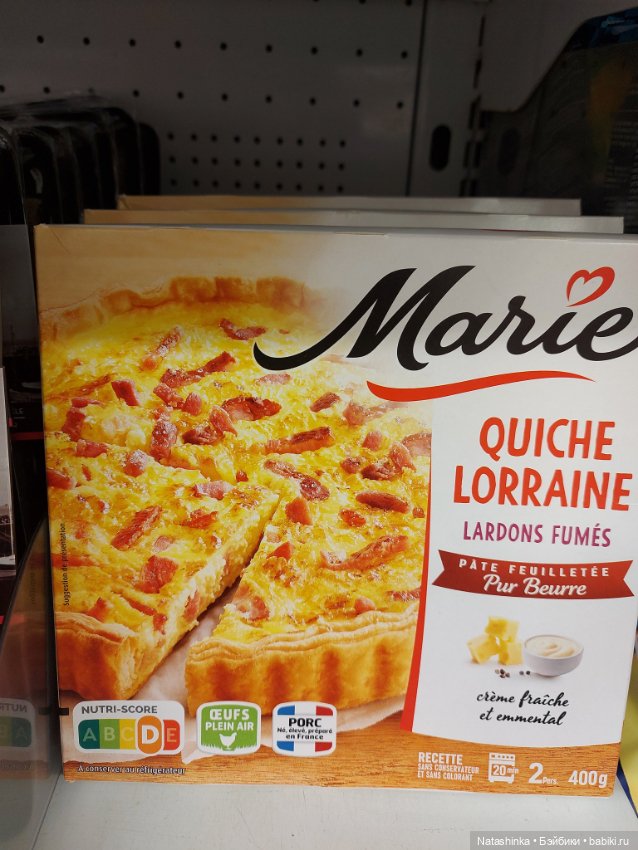 Marie
QUICHE
LORRAINE
LARDONS FUMÉS
PÂTE FEUILLETÉE
Pur Beurre
crème fraîche
et emmental
Suggestion de présentation
NUTRI-SCORE
A B C D E
ŒUFS
PLEIN AIR
PORC
Né, élevé, préparé
en France
A conserver au réfrigérateur
RECETTE
SANS CONSERVATEUR
ET SANS COLORANT
20 min
2 Pers.
400g
Natashinka • Бэйбики • babiki.ru